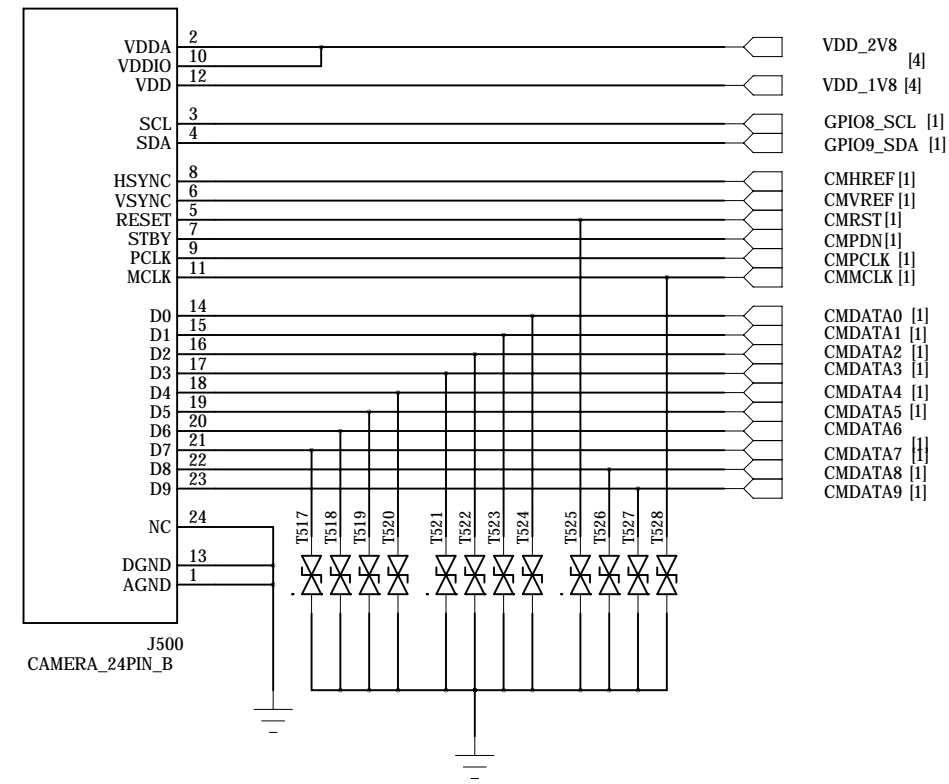 VDDA 2 VDD_2V8
[4]
VDDIO 10
VDD 12 VDD_1V8 [4]
SCL 3 GPIO8_SCL [1]
SDA 4 GPIO9_SDA [1]
HSYNC 8 CMHREF[1]
VSYNC 6 CMVREF[1]
RESET 5 CMRST[1]
STBY 7 CMPDN[1]
PCLK 9 CMPCLK [1]
MCLK 11 CMMCLK [1]
D0 14 CMDATA0 [1]
D1 15 CMDATA1 [1]
D2 16 CMDATA2 [1]
D3 17 CMDATA3 [1]
D4 18 CMDATA4 [1]
D5 19 CMDATA5 [1]
D6 20 CMDATA6 [1]
D7 21 CMDATA7 [1]
D8 22 CMDATA8 [1]
D9 23 CMDATA9 [1]
NC 24
DGND 13
AGND 1
T517 T518 T519 T520 T521 T522 T523 T524 T525 T526 T527 T528
J500
CAMERA_24PIN_B